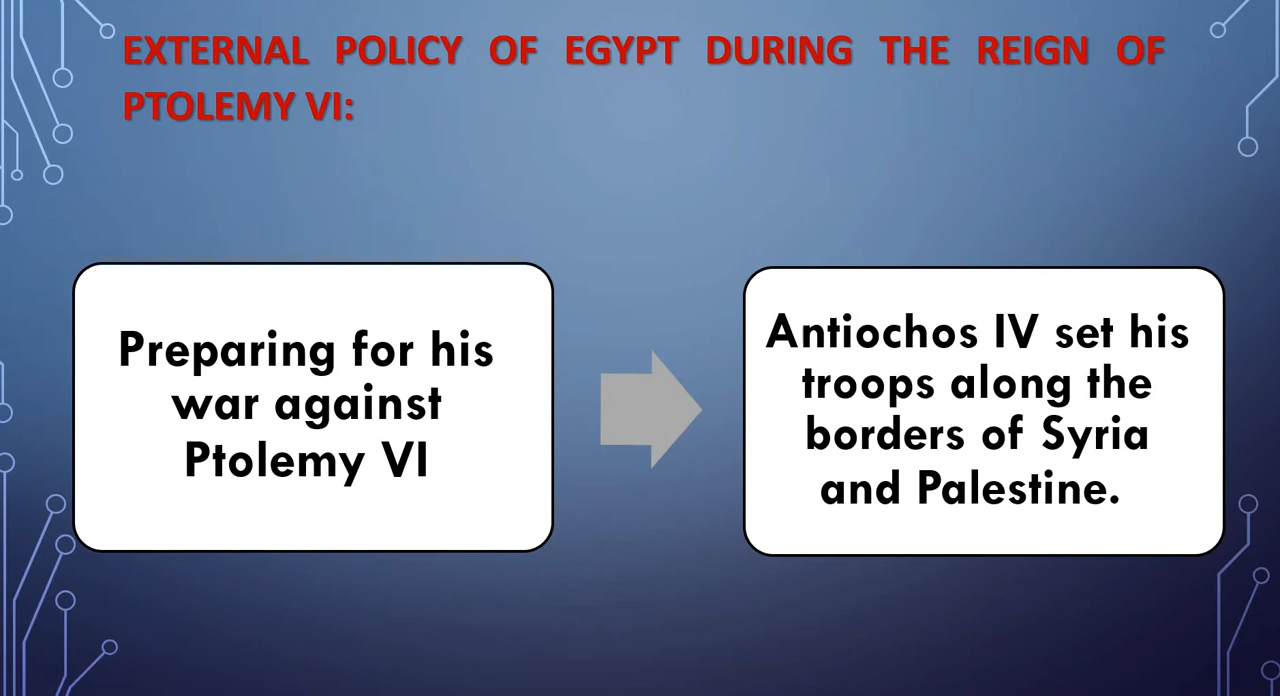 EXTERNAL POLICY OF EGYPT DURING THE REIGN OF
PTOLEMY VI:
Preparing for his
war against
Ptolemy VI
Antiochos IV set his
troops along the
borders of Syria
and Palestine.